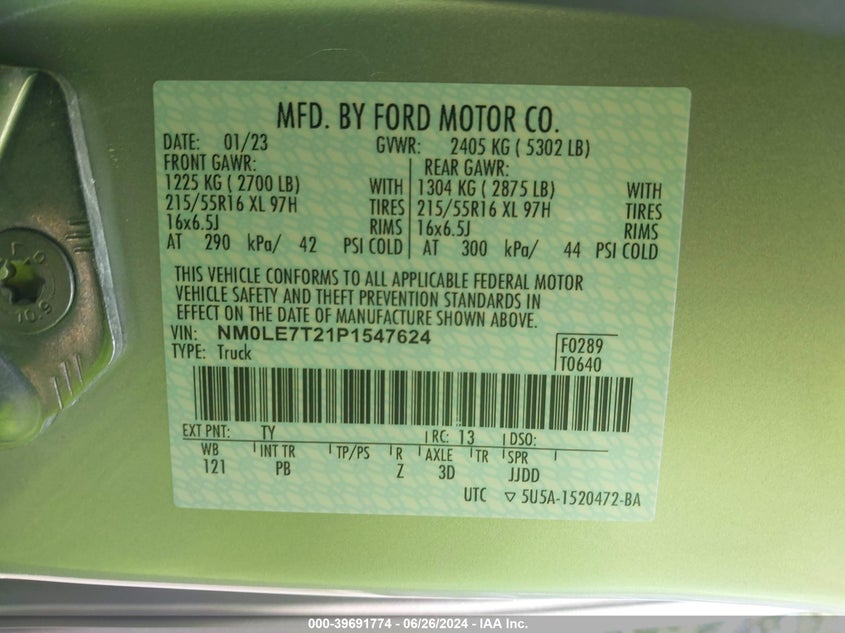 MFD. BY FORD MOTOR CO.
DATE: 01/23 GVWR: 2405 KG ( 5302 LB)
FRONT GAWR: REAR GAWR:
1225 KG ( 2700 LB) WITH 1304 KG ( 2875 LB) WITH
215/55R16 XL 97H TIRES 215/55R16 XL 97H TIRES
16x6.5J RIMS 16x6.5J RIMS
AT 290 kPa/ 42 PSI COLD AT 300 kPa/ 44 PSI COLD
THIS VEHICLE CONFORMS TO ALL APPLICABLE FEDERAL MOTOR
VEHICLE SAFETY AND THEFT PREVENTION STANDARDS IN
EFFECT ON THE DATE OF MANUFACTURE SHOWN ABOVE.
VIN: NM0LE7T21P1547624
TYPE: Truck
F0289
T0640
EXT PNT: TY RC: 13 DSO:
WB INT TR TP/PS R AXLE TR SPR
121 PB Z 3D JJDD
UTC ▽ 5U5A-1520472-BA
10.9
000-39691774 | 06/26/2024 | IAA Inc.